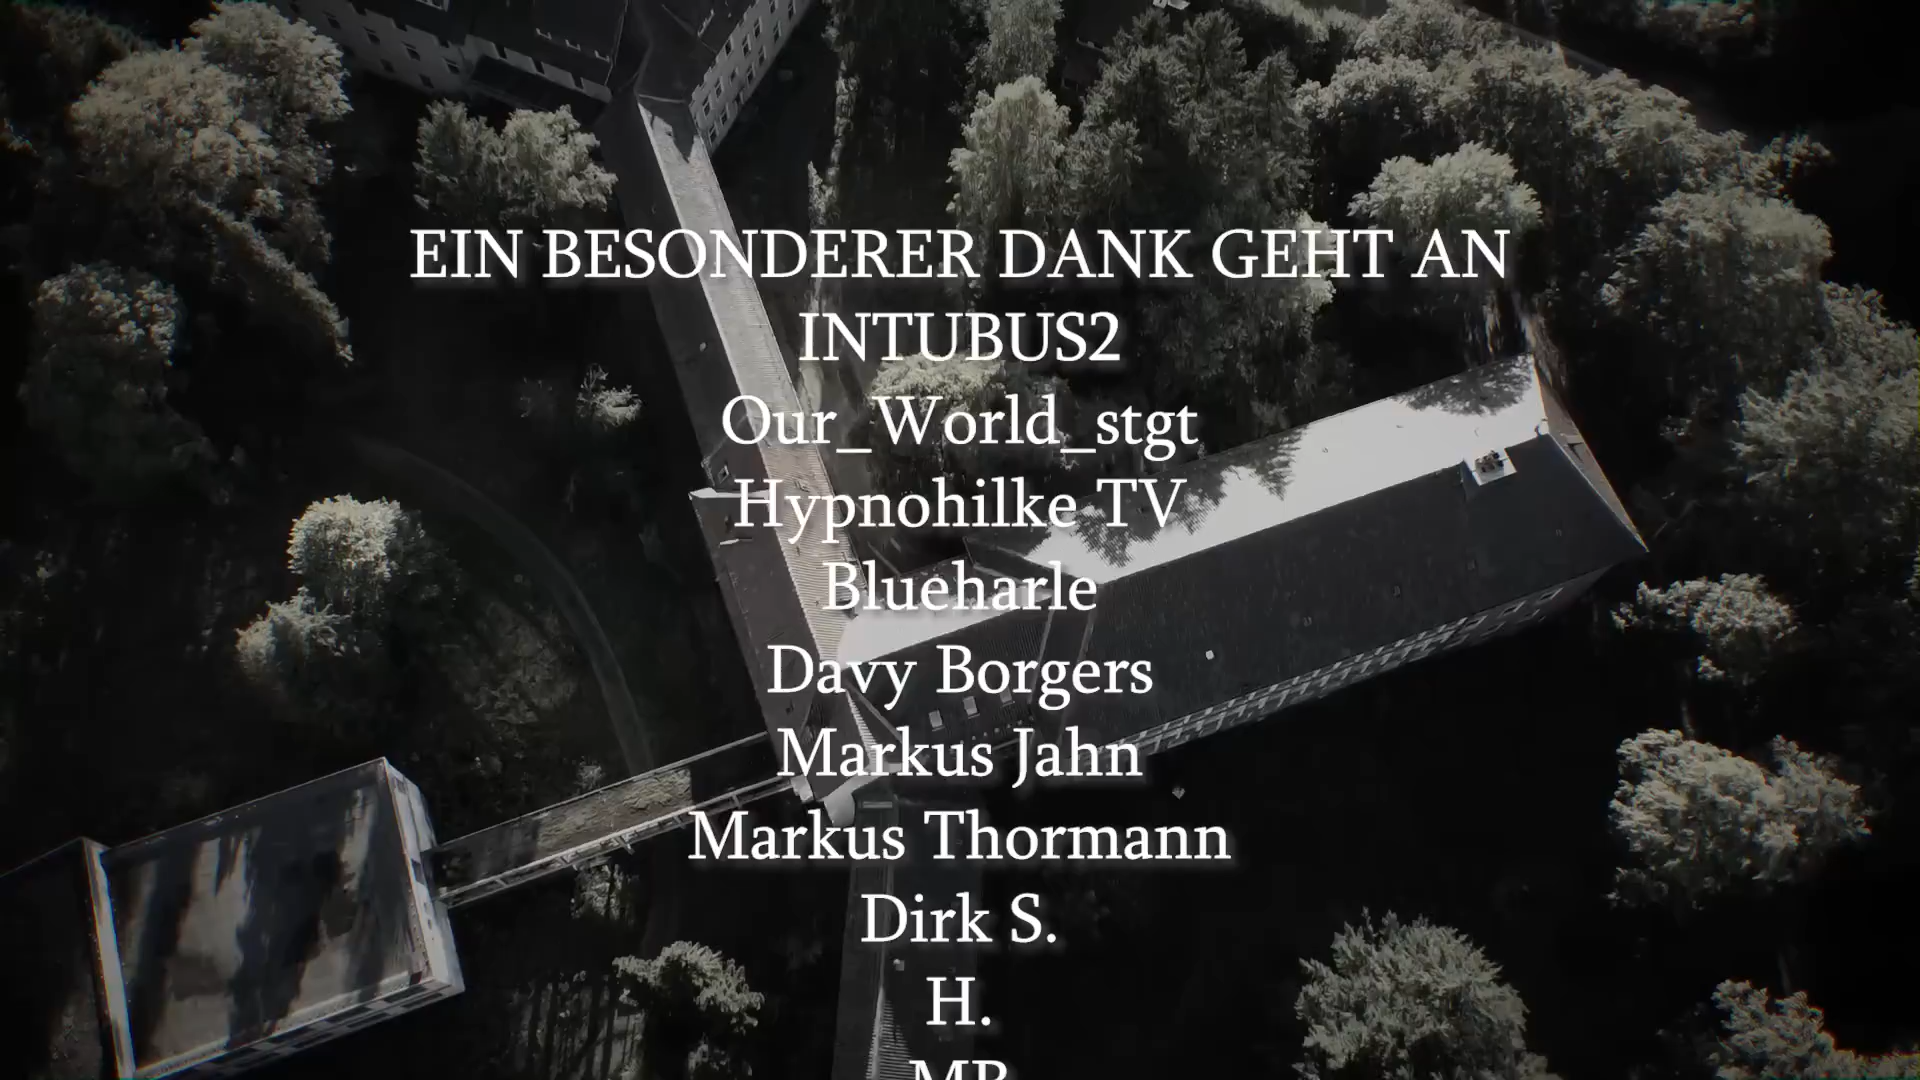 EIN BESONDERER DANK GEHT AN
INTUBUS2
Our_World_stgt
Hypnohilke TV
Blueharle
Davy Borgers
Markus Jahn
Markus Thormann
Dirk S.
H.